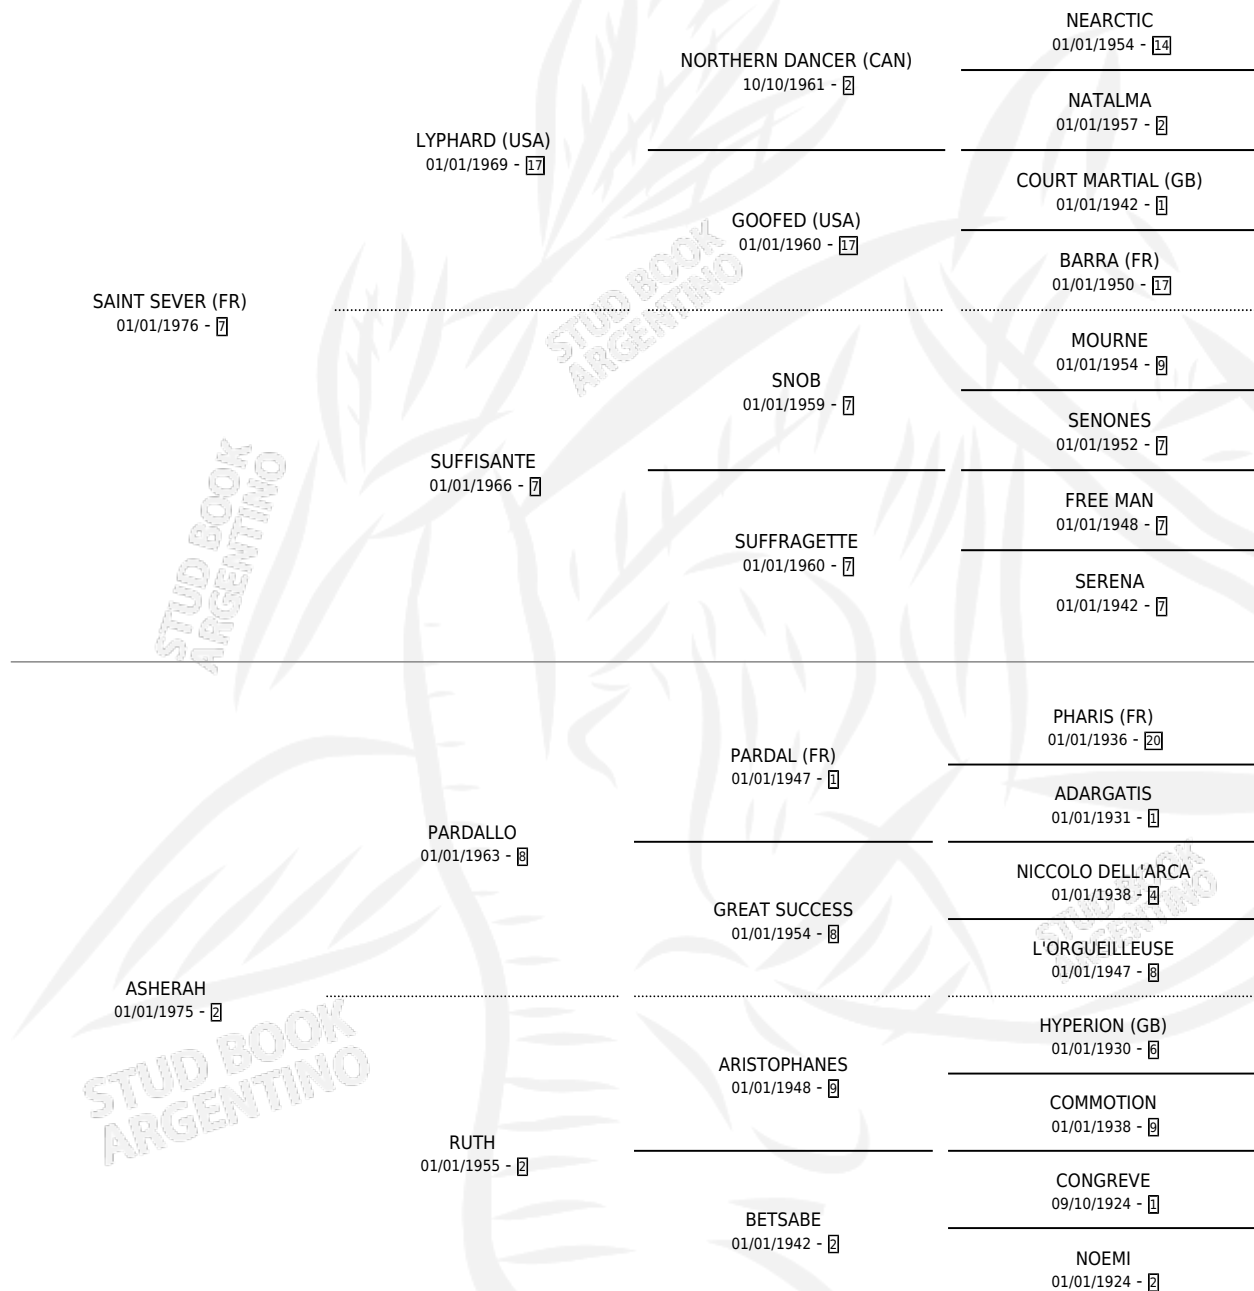 NEARCTIC
01/01/1954 - 14
NORTHERN DANCER (CAN)
10/10/1961 - 2
NATALMA
01/01/1957 - 2
LYPHARD (USA)
01/01/1969 - 17
COURT MARTIAL (GB)
01/01/1942 - 1
GOOFED (USA)
01/01/1960 - 17
BARRA (FR)
01/01/1950 - 17
SAINT SEVER (FR)
01/01/1976 - 7
STUD BOOK
ARGENTINO
MOURNE
01/01/1954 - 9
SNOB
01/01/1959 - 7
SENONES
01/01/1952 - 7
SUFFISANTE
01/01/1966 - 7
FREE MAN
01/01/1948 - 7
SUFFRAGETTE
01/01/1960 - 7
SERENA
01/01/1942 - 7
STUD BOOK
ARGENTINO
PHARIS (FR)
01/01/1936 - 20
PARDAL (FR)
01/01/1947 - 1
ADARGATIS
01/01/1931 - 1
PARDALLO
01/01/1963 - 8
NICCOLO DELL'ARCA
01/01/1938 - 4
GREAT SUCCESS
01/01/1954 - 8
L'ORGUEILLEUSE
01/01/1947 - 8
STUD BOOK
ARGENTINO
ASHERAH
01/01/1975 - 2
HYPERION (GB)
01/01/1930 - 6
ARISTOPHANES
01/01/1948 - 9
COMMOTION
01/01/1938 - 9
STUD BOOK
ARGENTINO
RUTH
01/01/1955 - 2
CONGREVE
09/10/1924 - 1
BETSABE
01/01/1942 - 2
NOEMI
01/01/1924 - 2